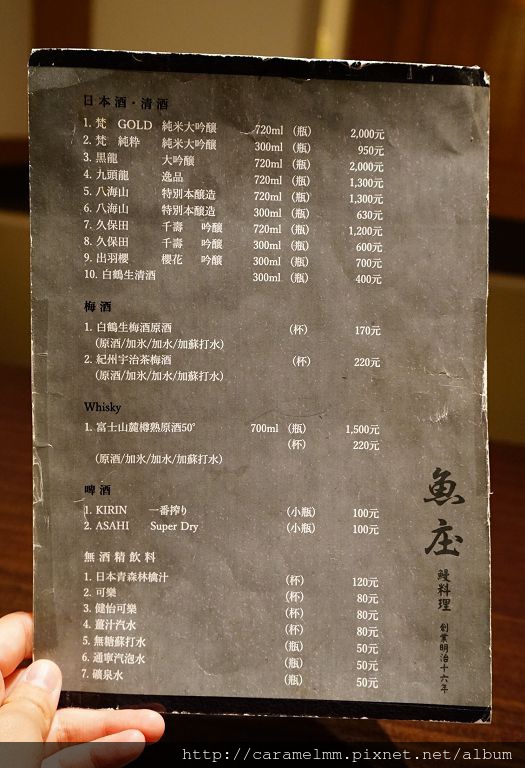 日本酒・清酒
1. 梵 GOLD 純米大吟釀 720ml (瓶) 2,000元
2. 梵 純粋 純米大吟釀 300ml (瓶) 950元
3. 黑龍 大吟釀 720ml (瓶) 2,000元
4. 九頭龍 逸品 720ml (瓶) 1,300元
5. 八海山 特別本釀造 720ml (瓶) 1,300元
6. 八海山 特別本釀造 300ml (瓶) 630元
7. 久保田 千壽 吟釀 720ml (瓶) 1,200元
8. 久保田 千壽 吟釀 300ml (瓶) 600元
9. 出羽櫻 櫻花 吟釀 300ml (瓶) 700元
10. 白鶴生清酒 300ml (瓶) 400元
梅酒
1. 白鶴生梅酒原酒 (杯) 170元
(原酒/加氷/加水/加蘇打水)
2. 紀州宇治茶梅酒 (杯) 220元
(原酒/加氷/加水/加蘇打水)
Whisky
1. 富士山麓樽熟原酒50° 700ml (瓶) 1,500元
(杯) 220元
(原酒/加氷/加水/加蘇打水)
啤酒
1. KIRIN 一番搾り (小瓶) 100元
2. ASAHI Super Dry (小瓶) 100元
無酒精飲料
1. 日本青森林檎汁 (杯) 120元
2. 可樂 (杯) 80元
3. 健怡可樂 (杯) 80元
4. 薑汁汽水 (杯) 80元
5. 無糖蘇打水 (瓶) 50元
6. 通寧汽泡水 (瓶) 50元
7. 礦泉水 (瓶) 50元
魚庄
鰻料理
創業明治十六年
http://caramelmm.pixnet.net/album